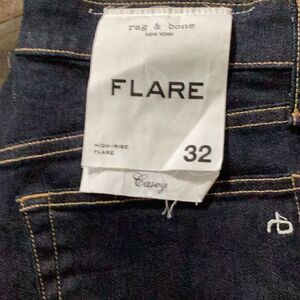 rag & bone
NEW YORK
FLARE
HIGH-RISE
FLARE
32
Casey